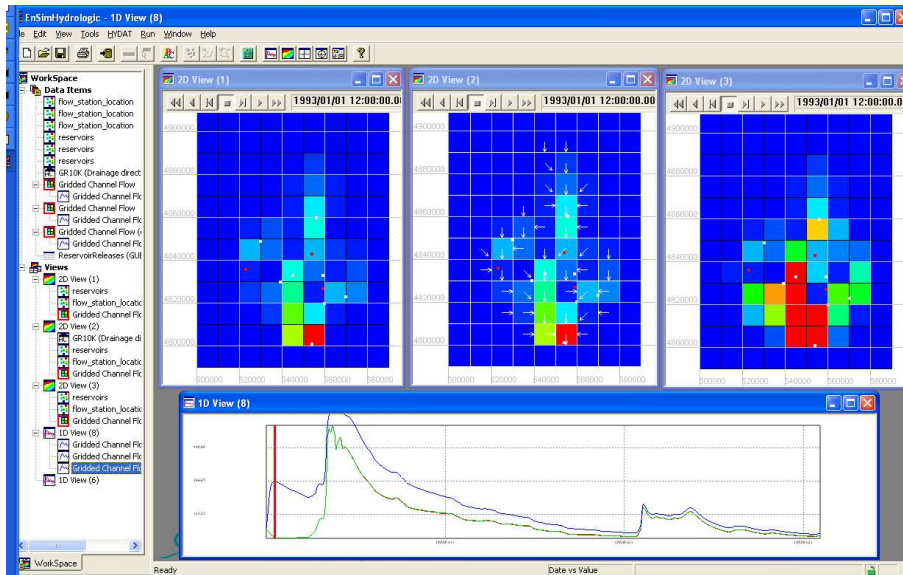 EnSimHydrologic - 1D View (8)
le Edit View Tools HYDAT Run Window Help
WorkSpace
Data Items
flow_station_location
flow_station_location
flow_station_location
reservoirs
reservoirs
reservoirs
GR10K (Drainage direct
Gridded Channel Flow
Gridded Channel Flo
Gridded Channel Flow
Gridded Channel Flo
Gridded Channel Flow (
Gridded Channel Flo
ReservoirReleases (GUE
Views
2D View (1)
reservoirs
flow_station_locatio
Gridded Channel Flo
2D View (2)
GR10K (Drainage di
reservoirs
flow_station_locatio
Gridded Channel Flo
2D View (3)
reservoirs
flow_station_locatio
Gridded Channel Flo
1D View (8)
Gridded Channel Flo
Gridded Channel Flo
Gridded Channel Flo
1D View (6)
WorkSpace
2D View (1)
1993/01/01 12:00:00.00
4900000
4880000
4860000
4840000
4820000
4800000
500000 520000 540000 560000 580000
2D View (2)
1993/01/01 12:00:00.00
4900000
4880000
4860000
4840000
4820000
4800000
500000 520000 540000 560000 580000
2D View (3)
1993/01/01 12:00:00.0
4900000
4880000
4860000
4840000
4820000
4800000
500000 520000 540000 560000 580000
1D View (8)
Ready
Date vs Value